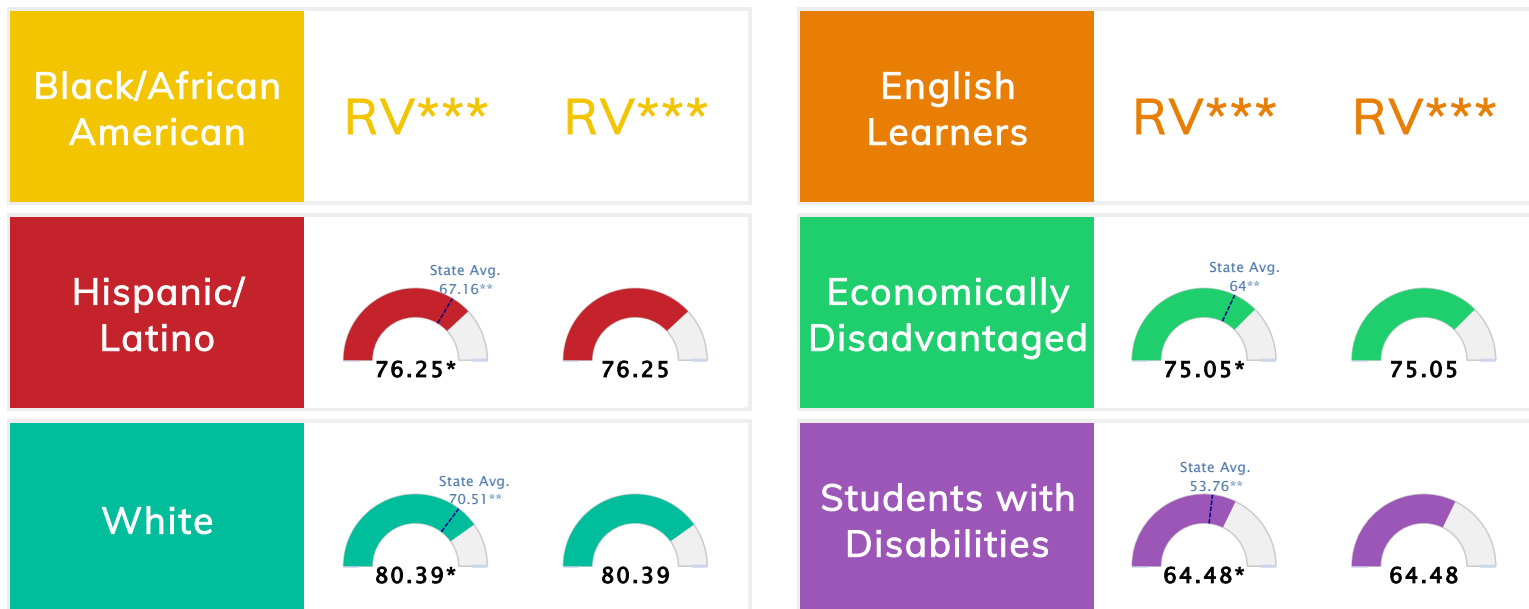 Black/African
American
RV***
RV***
English
Learners
RV***
RV***
Hispanic/
Latino
State Avg.
67.16**
76.25*
76.25
Economically
Disadvantaged
State Avg.
64**
75.05*
75.05
White
State Avg.
70.51**
80.39*
80.39
Students with
Disabilities
State Avg.
53.76**
64.48*
64.48